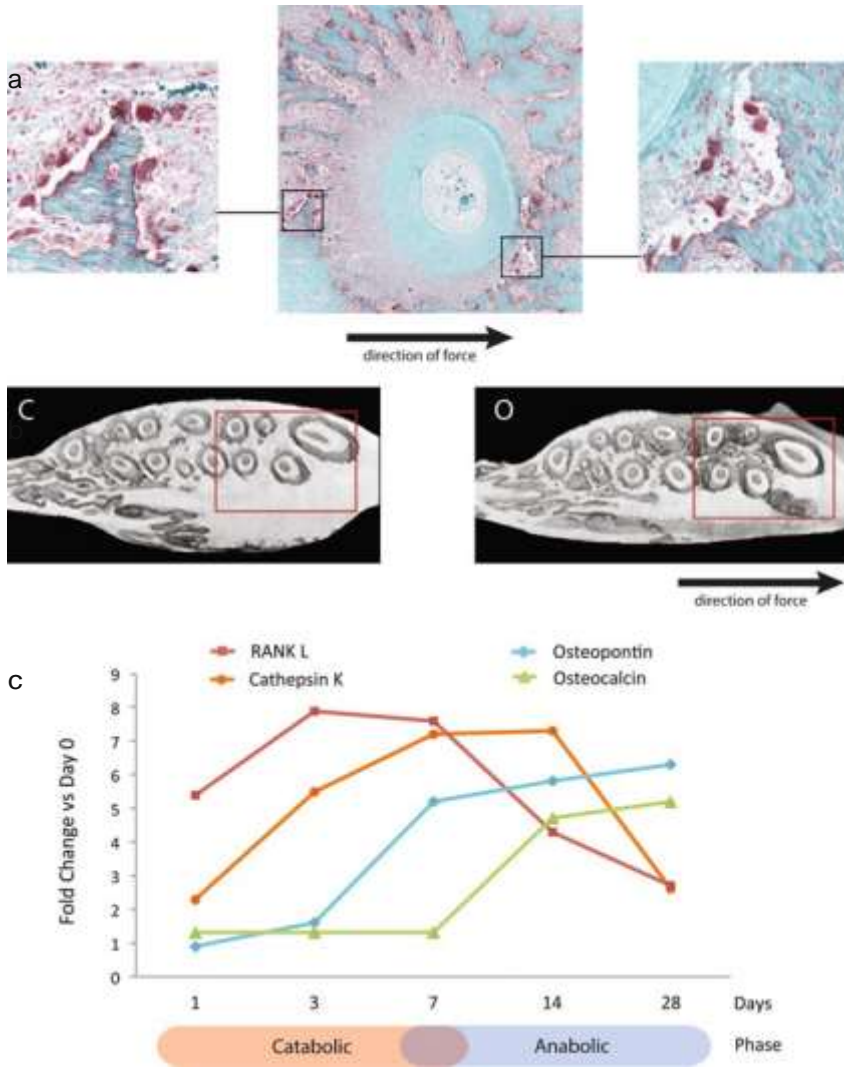 a
direction of force
C
O
direction of force
c
RANK L
Osteopontin
Cathepsin K
Osteocalcin
Fold Change vs Day 0
9
8
7
6
5
4
3
2
1
0
1 3 7 14 28 Days
Catabolic Anabolic Phase